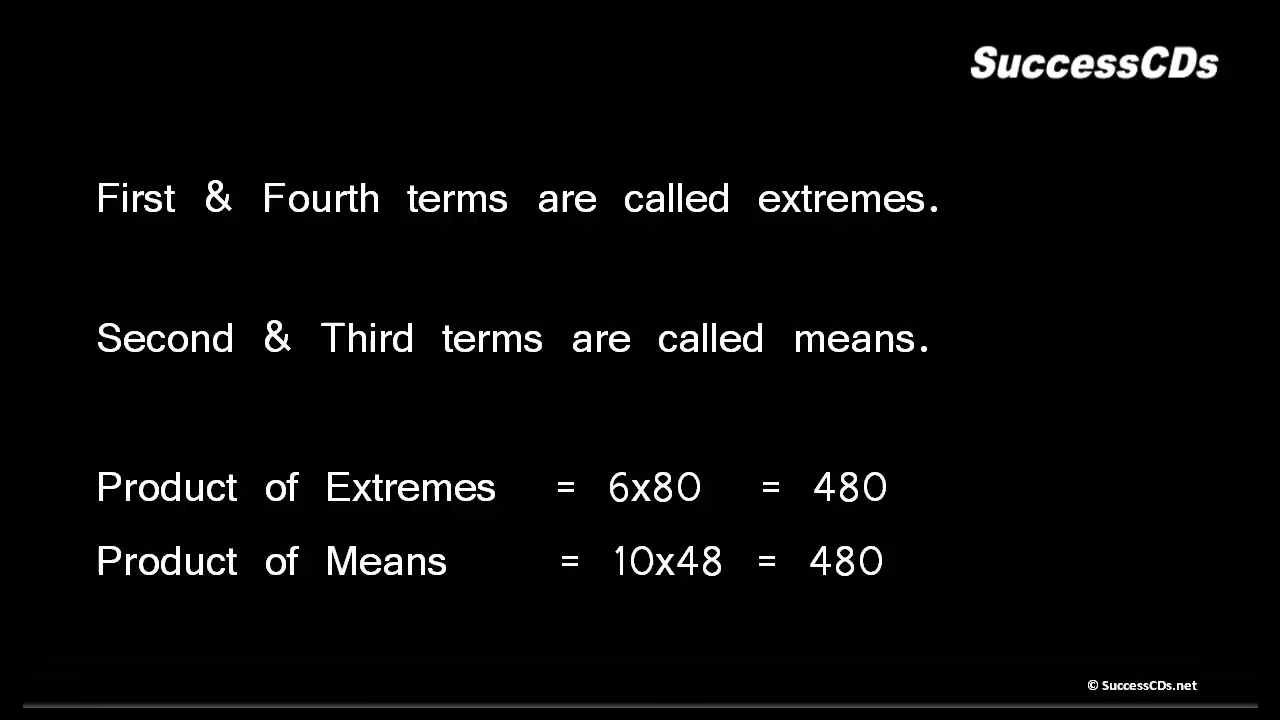 SuccessCDs
First & Fourth terms are called extremes.
Second & Third terms are called means.
Product of Extremes = 6x80 = 480
Product of Means = 10x48 = 480
© SuccessCDs.net